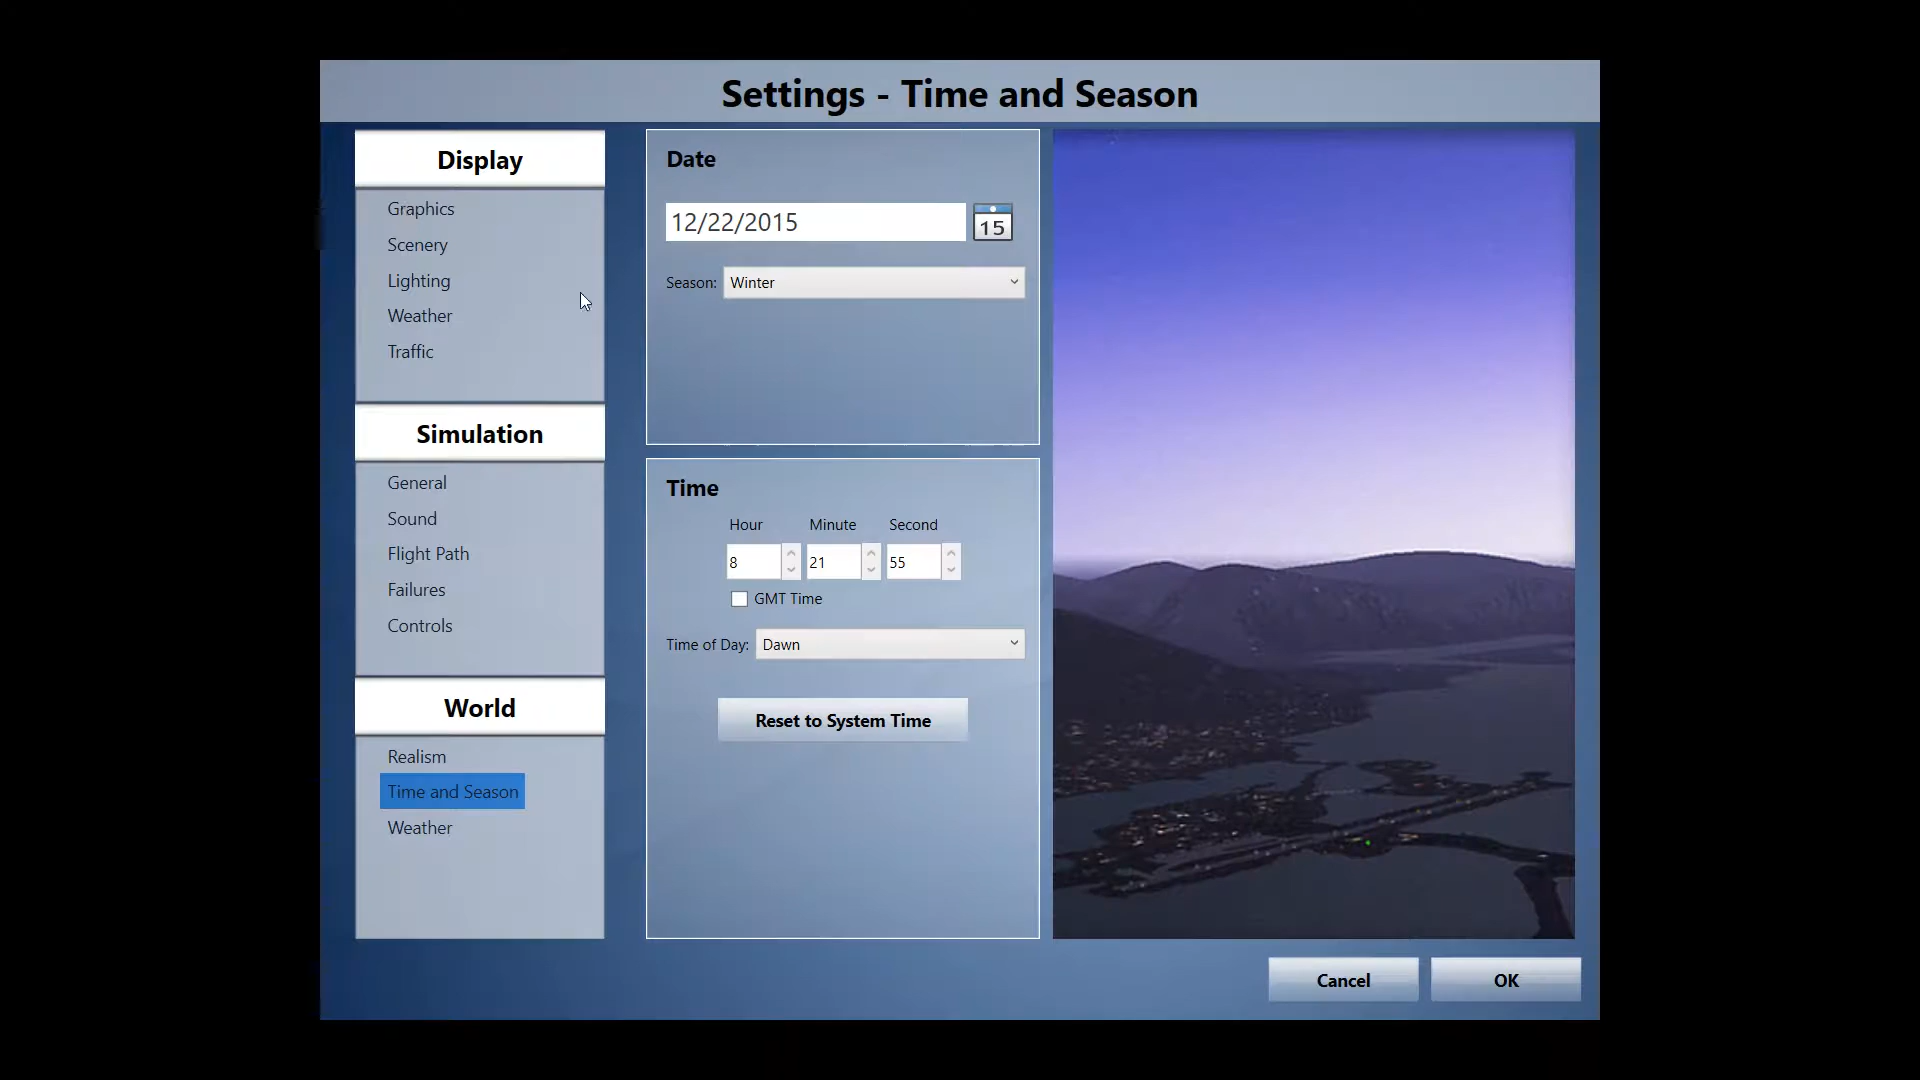 Settings - Time and Season
Display
Graphics
Scenery
Lighting
Weather
Traffic
Simulation
General
Sound
Flight Path
Failures
Controls
World
Realism
Time and Season
Weather
Date
12/22/2015
15
Season: Winter
Time
Hour Minute Second
8 21 55
GMT Time
Time of Day: Dawn
Reset to System Time
Cancel OK